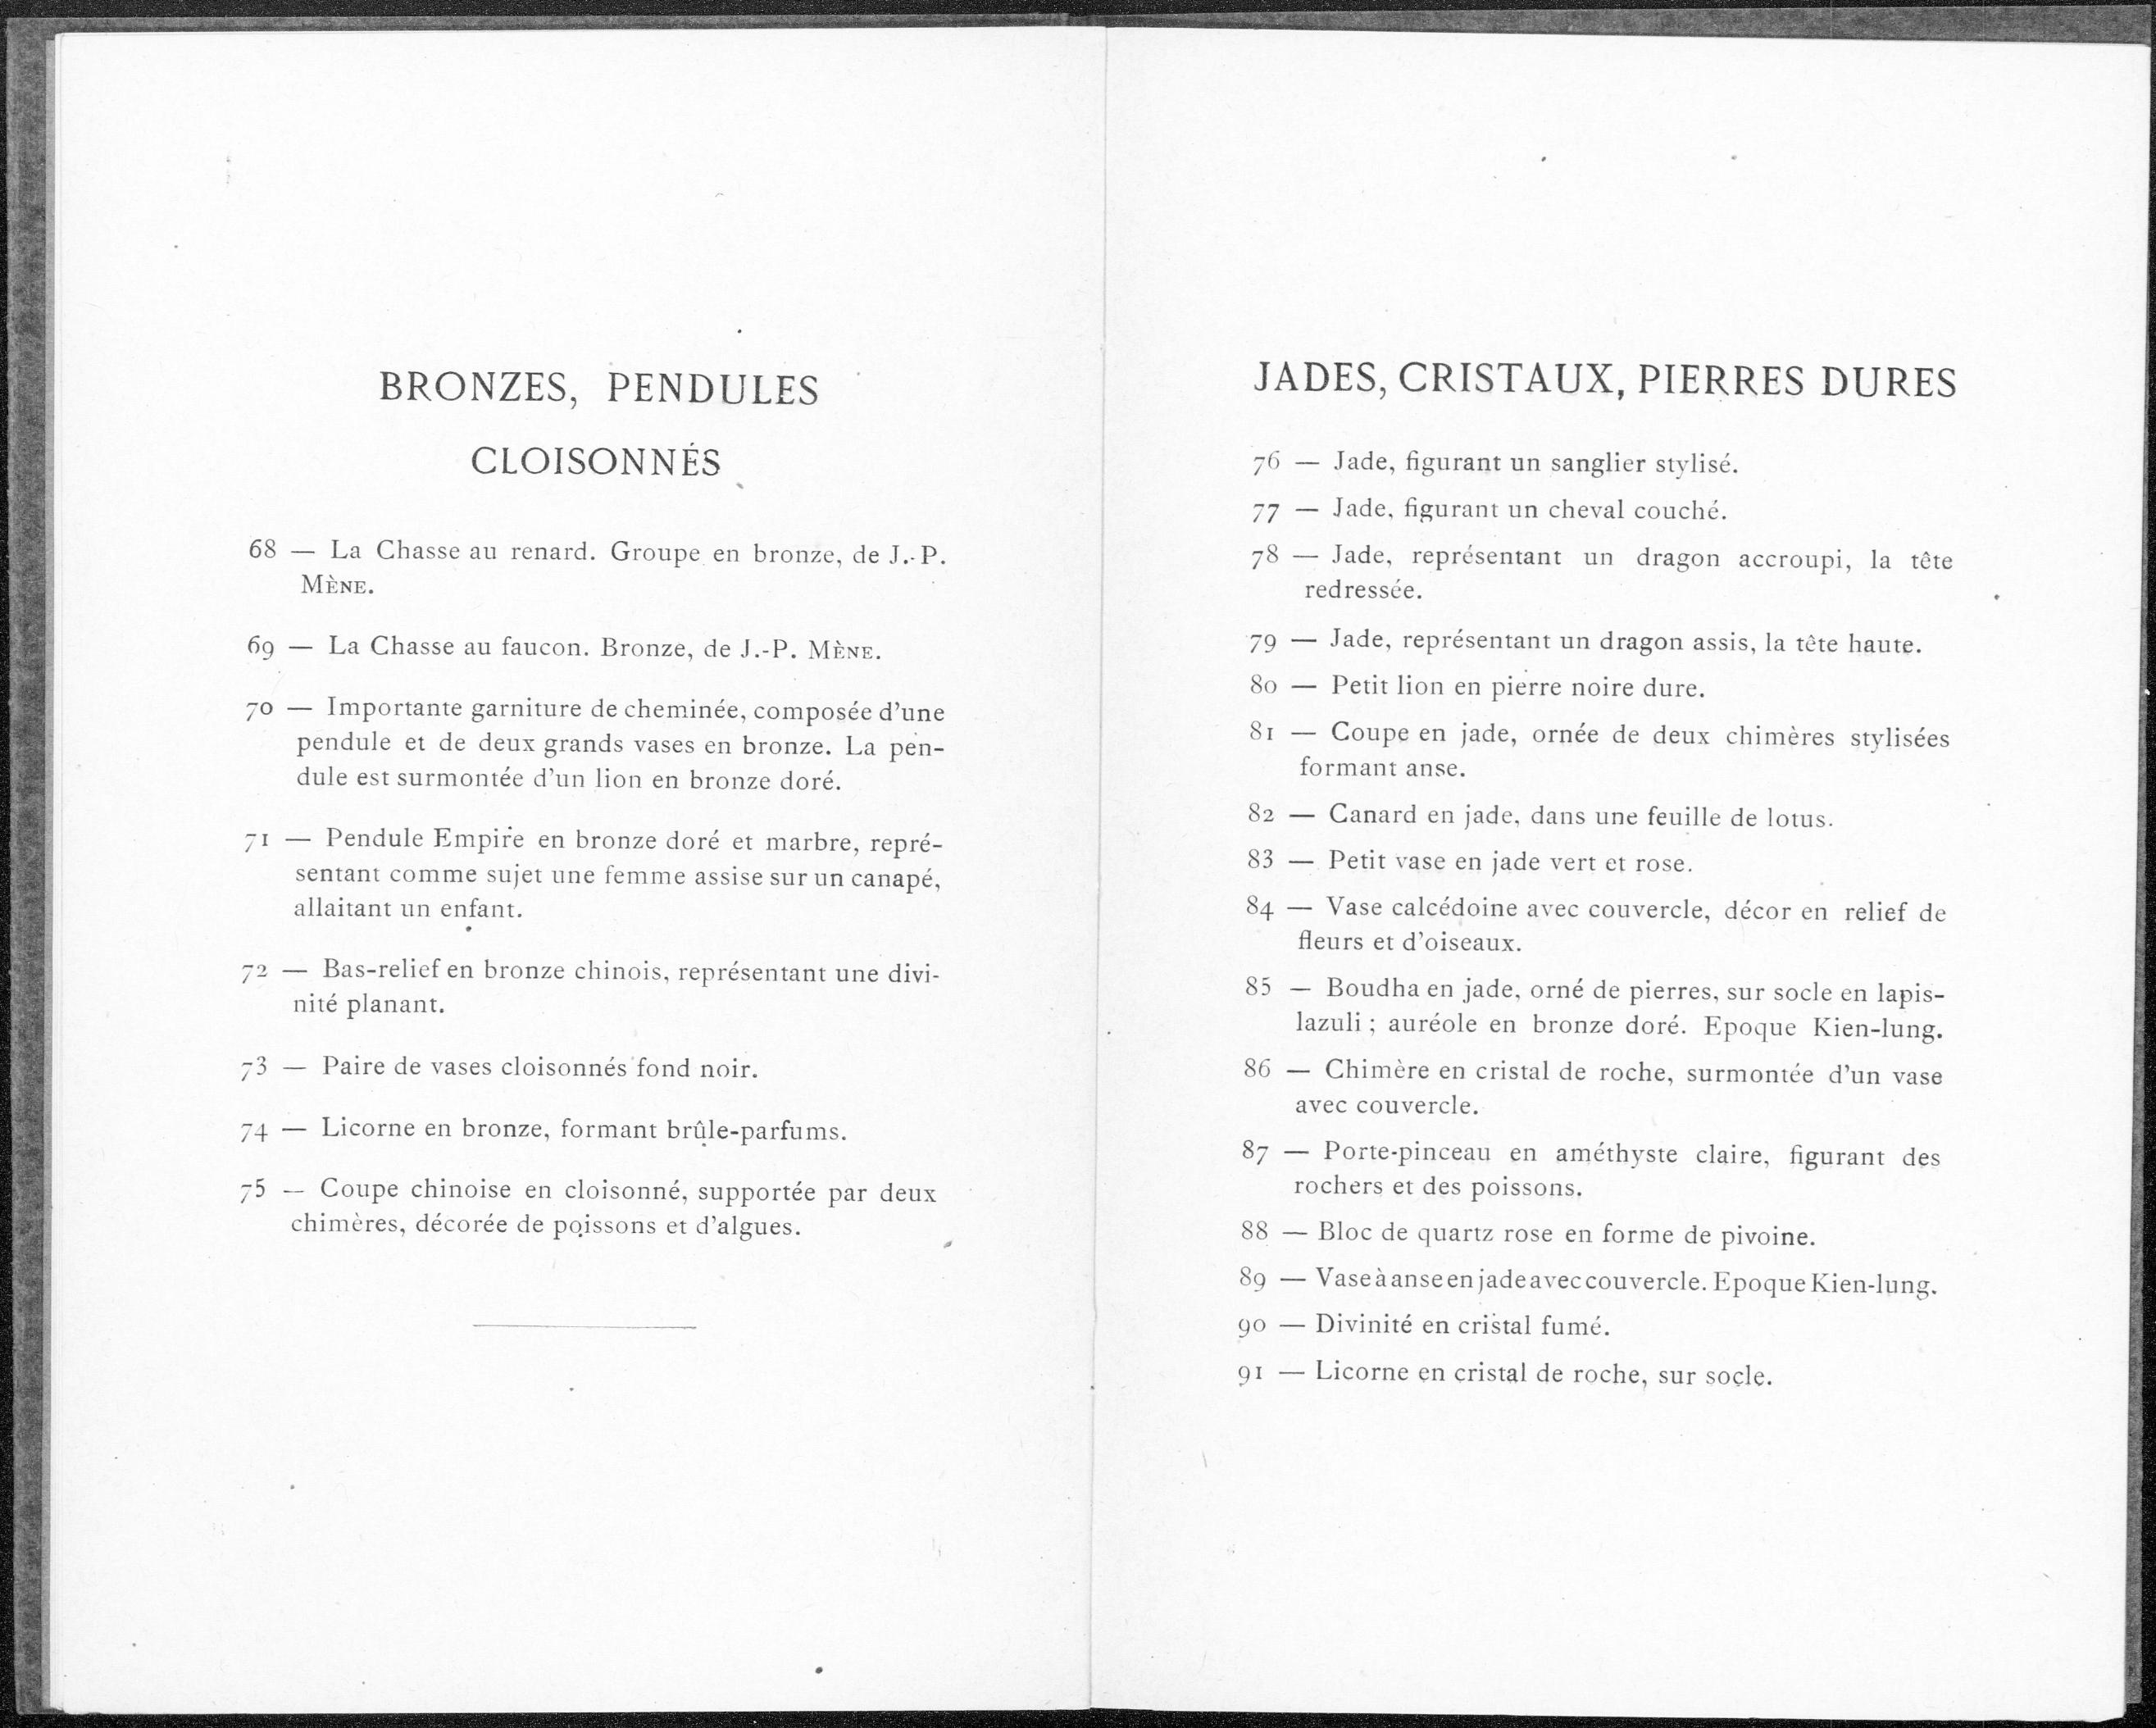 BRONZES, PENDULES
CLOISONNÉS
68 — La Chasse au renard. Groupe en bronze, de J.-P.
MÈNE.
69 — La Chasse au faucon. Bronze, de J.-P. MÈNE.
70 — Importante garniture de cheminée, composée d'une
pendule et de deux grands vases en bronze. La pen-
dule est surmontée d'un lion en bronze doré.
71 — Pendule Empire en bronze doré et marbre, repré-
sentant comme sujet une femme assise sur un canapé,
allaitant un enfant.
72 — Bas-relief en bronze chinois, représentant une divi-
nité planant.
73 — Paire de vases cloisonnés fond noir.
74 — Licorne en bronze, formant brûle-parfums.
75 — Coupe chinoise en cloisonné, supportée par deux
chimères, décorée de poissons et d'algues.
JADES, CRISTAUX, PIERRES DURES
76 — Jade, figurant un sanglier stylisé.
77 — Jade, figurant un cheval couché.
78 — Jade, représentant un dragon accroupi, la tête
redressée.
79 — Jade, représentant un dragon assis, la tête haute.
80 — Petit lion en pierre noire dure.
81 — Coupe en jade, ornée de deux chimères stylisées
formant anse.
82 — Canard en jade, dans une feuille de lotus.
83 — Petit vase en jade vert et rose.
84 — Vase calcédoine avec couvercle, décor en relief de
fleurs et d'oiseaux.
85 — Boudha en jade, orné de pierres, sur socle en lapis-
lazuli ; auréole en bronze doré. Epoque Kien-lung.
86 — Chimère en cristal de roche, surmontée d'un vase
avec couvercle.
87 — Porte-pinceau en améthyste claire, figurant des
rochers et des poissons.
88 — Bloc de quartz rose en forme de pivoine.
89 — Vase à anse en jade avec couvercle. Epoque Kien-lung.
90 — Divinité en cristal fumé.
91 — Licorne en cristal de roche, sur socle.